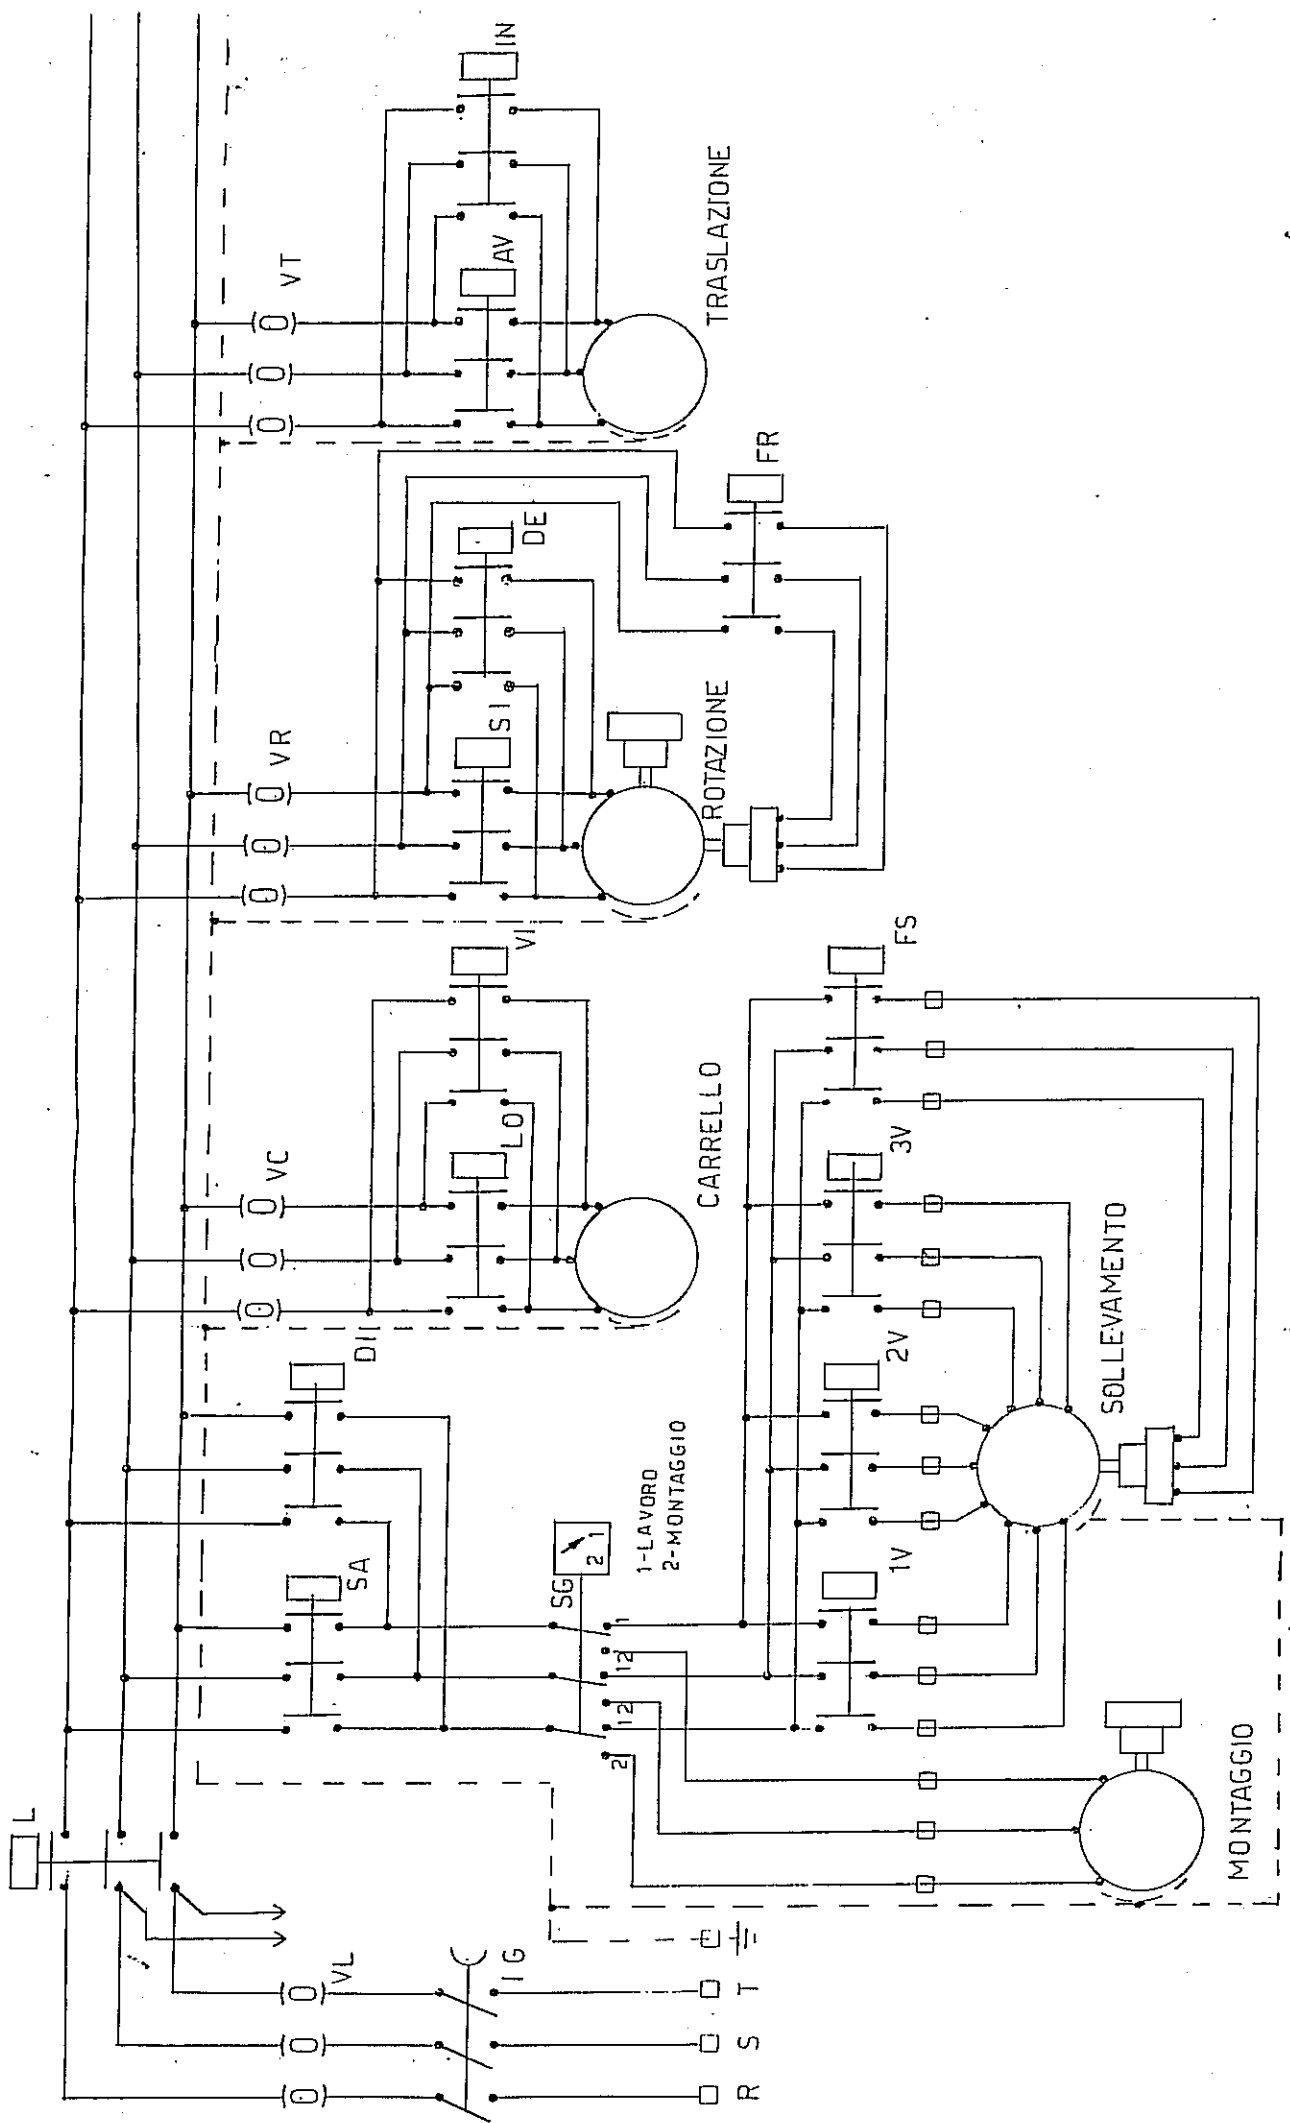 L
VL
IG
R
S
T
SA
DI
SG
2 1
1-LAVORO
2-MONTAGGIO
2
12
12
1
MONTAGGIO
1V
2V
3V
FS
SOLLEVAMENTO
VC
LO
VI
CARRELLO
VR
SI
DE
FR
ROTAZIONE
VT
AV
IN
TRASLAZIONE